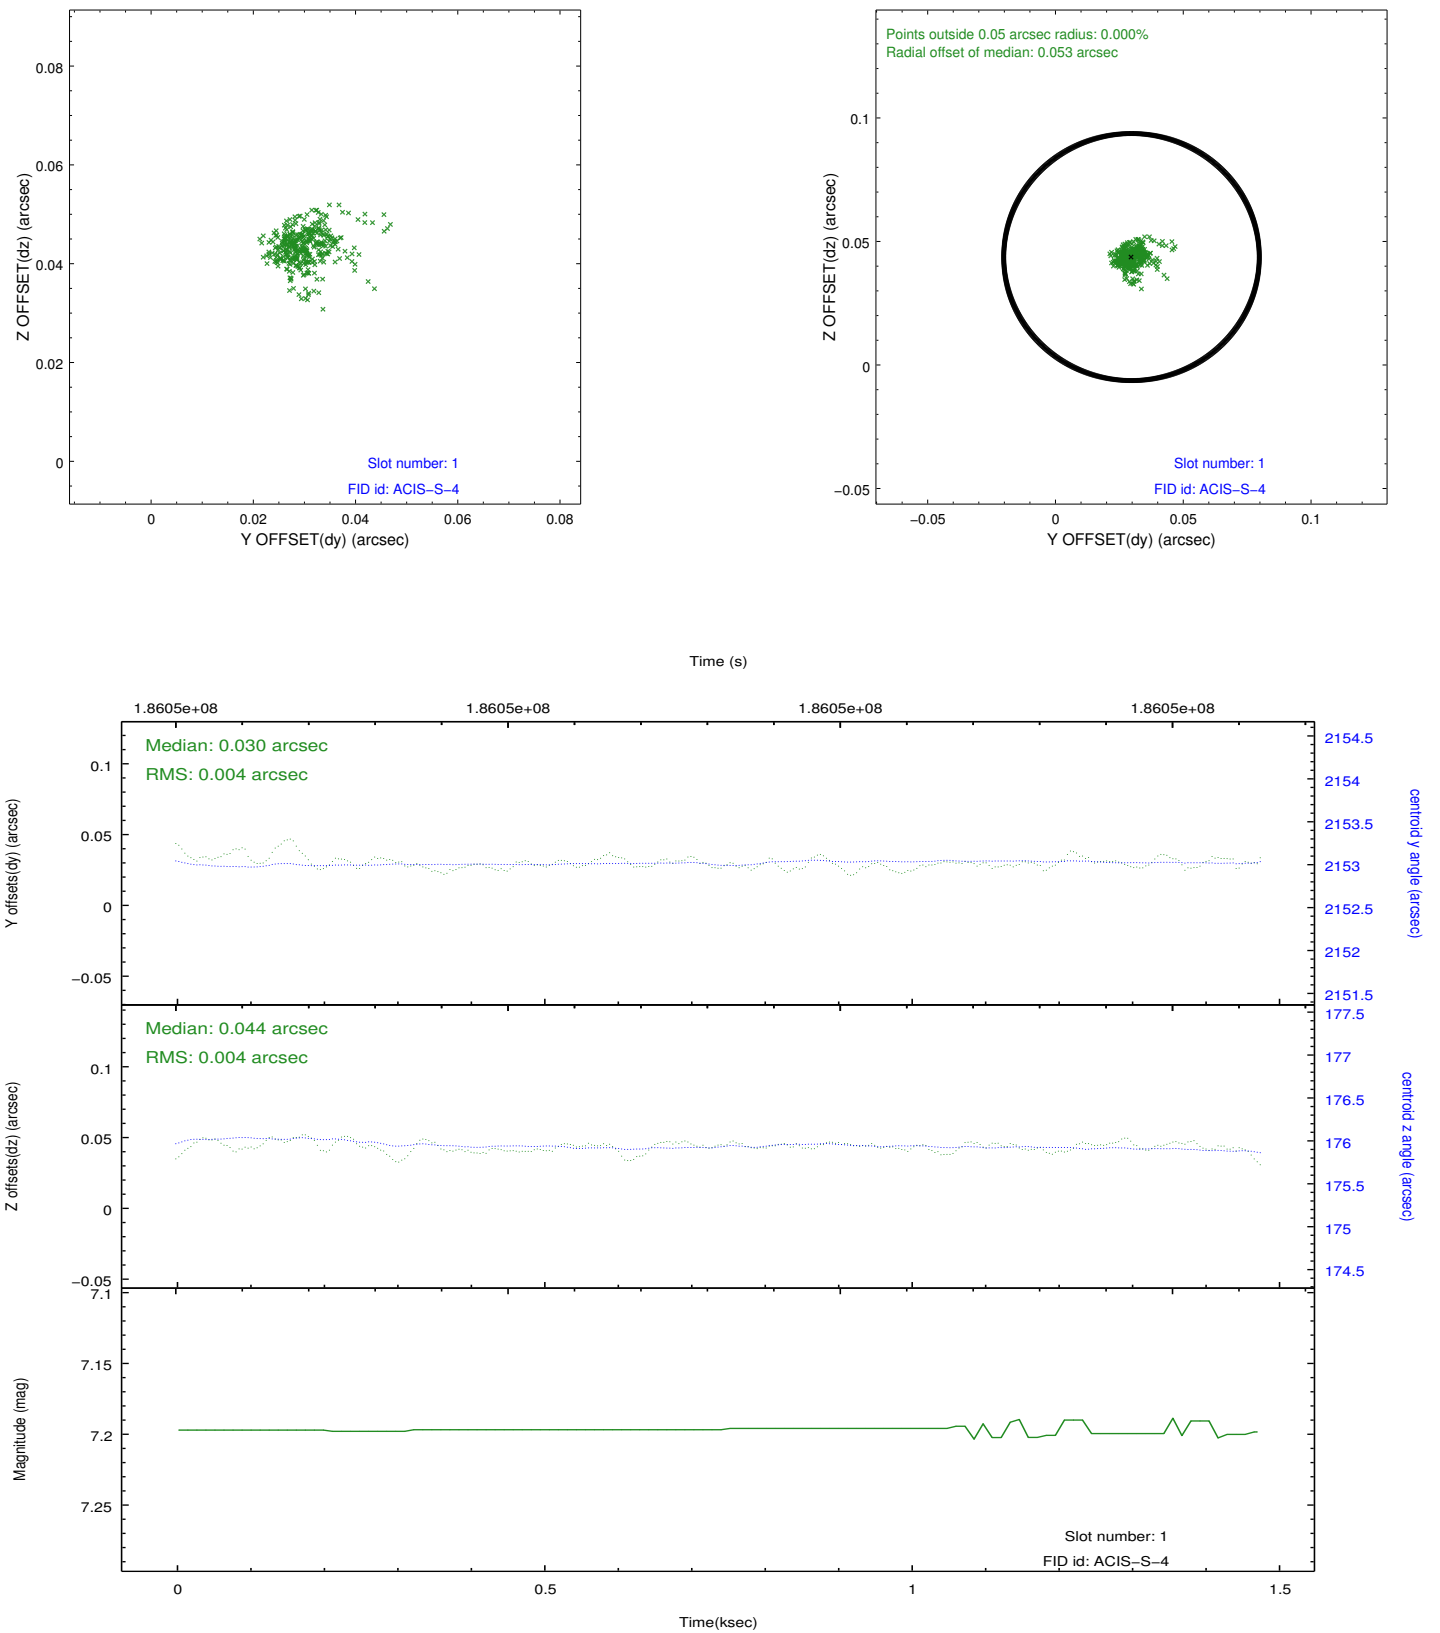 0.08
0.06
0.04
0.02
0
Z OFFSET(dz) (arcsec)
Slot number: 1
FID id: ACIS−S−4
0 0.02 0.04 0.06 0.08
Y OFFSET(dy) (arcsec)
Points outside 0.05 arcsec radius: 0.000%
Radial offset of median: 0.053 arcsec
0.1
0.05
0
−0.05
Z OFFSET(dz) (arcsec)
Slot number: 1
FID id: ACIS−S−4
−0.05 0 0.05 0.1
Y OFFSET(dy) (arcsec)
Time (s)
1.8605e+08 1.8605e+08 1.8605e+08 1.8605e+08
Median: 0.030 arcsec
RMS: 0.004 arcsec
0.1
0.05
0
−0.05
Y offsets(dy) (arcsec)
2154.5
2154
2153.5
2153
2152.5
2152
2151.5
centroid y angle (arcsec)
Median: 0.044 arcsec
RMS: 0.004 arcsec
0.1
0.05
0
−0.05
Z offsets(dz) (arcsec)
177.5
177
176.5
176
175.5
175
174.5
centroid z angle (arcsec)
7.1
7.15
7.2
7.25
Magnitude (mag)
Slot number: 1
FID id: ACIS−S−4
0 0.5 1 1.5
Time(ksec)